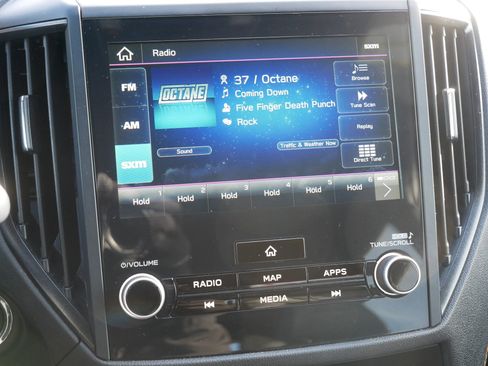 Radio
sxm
FM
AM
sxm
OCTANE
37 / Octane
Coming Down
Five Finger Death Punch
Rock
Sound
Traffic & Weather Now
Browse
Tune Scan
Replay
Direct Tune
1 2 3 4 5 6
Hold Hold Hold Hold Hold Hold
VOLUME
HOLD
TUNE/SCROLL
RADIO MAP APPS
MEDIA